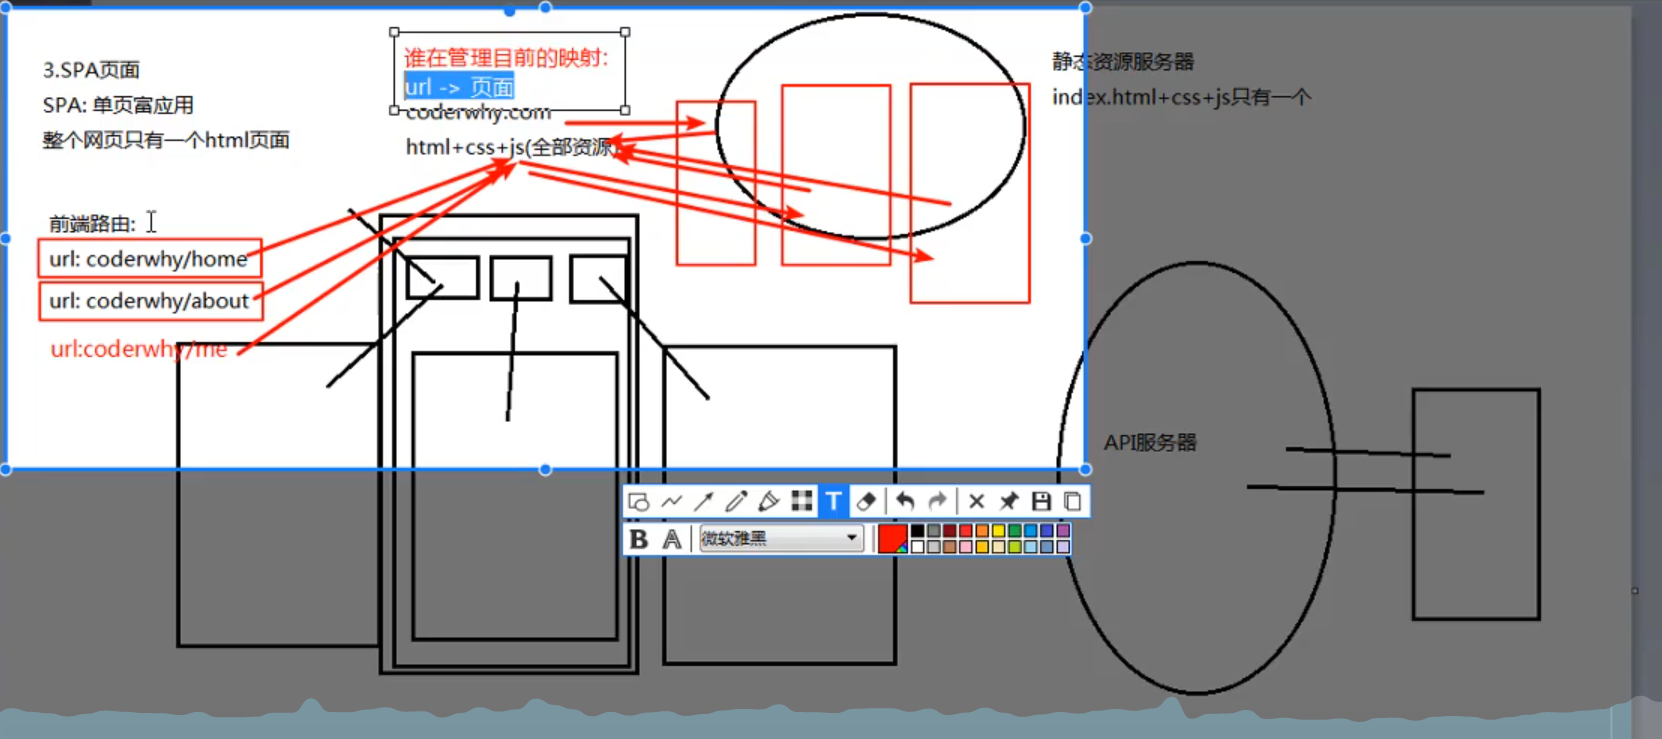 3.SPA页面
SPA: 单页富应用
整个网页只有一个html页面
谁在管理目前的映射:
url -> 页面
coderwhy.com
html+css+js(全部资源)
静态资源服务器
index.html+css+js只有一个
前端路由:
url: coderwhy/home
url: coderwhy/about
url:coderwhy/me
API服务器
T
B A 微软雅黑